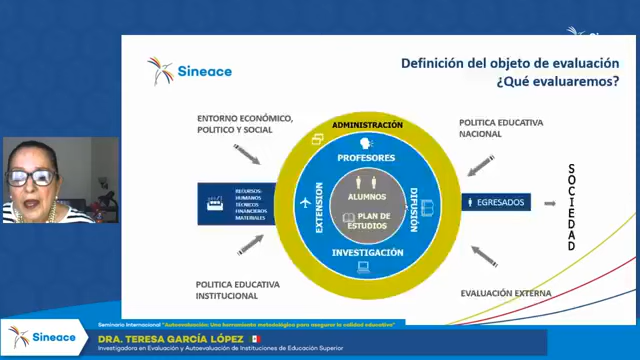 Sineace
Sineace
Definición del objeto de evaluación
¿Qué evaluaremos?
ENTORNO ECONÓMICO,
POLITICO Y SOCIAL
ADMINISTRACIÓN
POLITICA EDUCATIVA
NACIONAL
PROFESORES
RECURSOS:
HUMANOS
TÉCNICOS
FINANCIEROS
MATERIALES
EXTENSION
ALUMNOS
PLAN DE
ESTUDIOS
DIFUSIÓN
EGRESADOS
SOCIEDAD
INVESTIGACIÓN
POLITICA EDUCATIVA
INSTITUCIONAL
EVALUACIÓN EXTERNA
Seminario Internacional "Autoevaluación: Una herramienta metodológica para asegurar la calidad educativa"
Sineace
DRA. TERESA GARCÍA LÓPEZ
Investigadora en Evaluación y Autoevaluación de Instituciones de Educación Superior